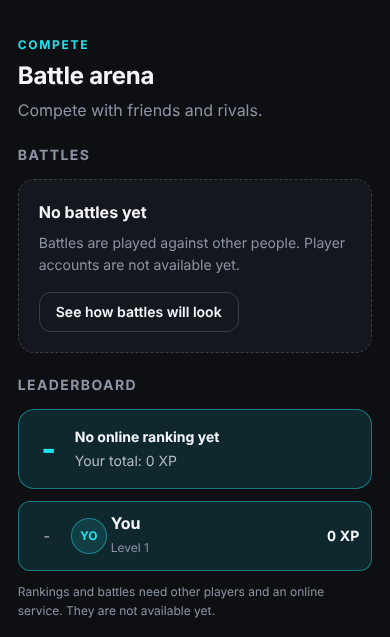 COMPETE
Battle arena
Compete with friends and rivals.
BATTLES
No battles yet
Battles are played against other people. Player
accounts are not available yet.
See how battles will look
LEADERBOARD
-
No online ranking yet
Your total: 0 XP
-
YO
You
Level 1
0 XP
Rankings and battles need other players and an online
service. They are not available yet.